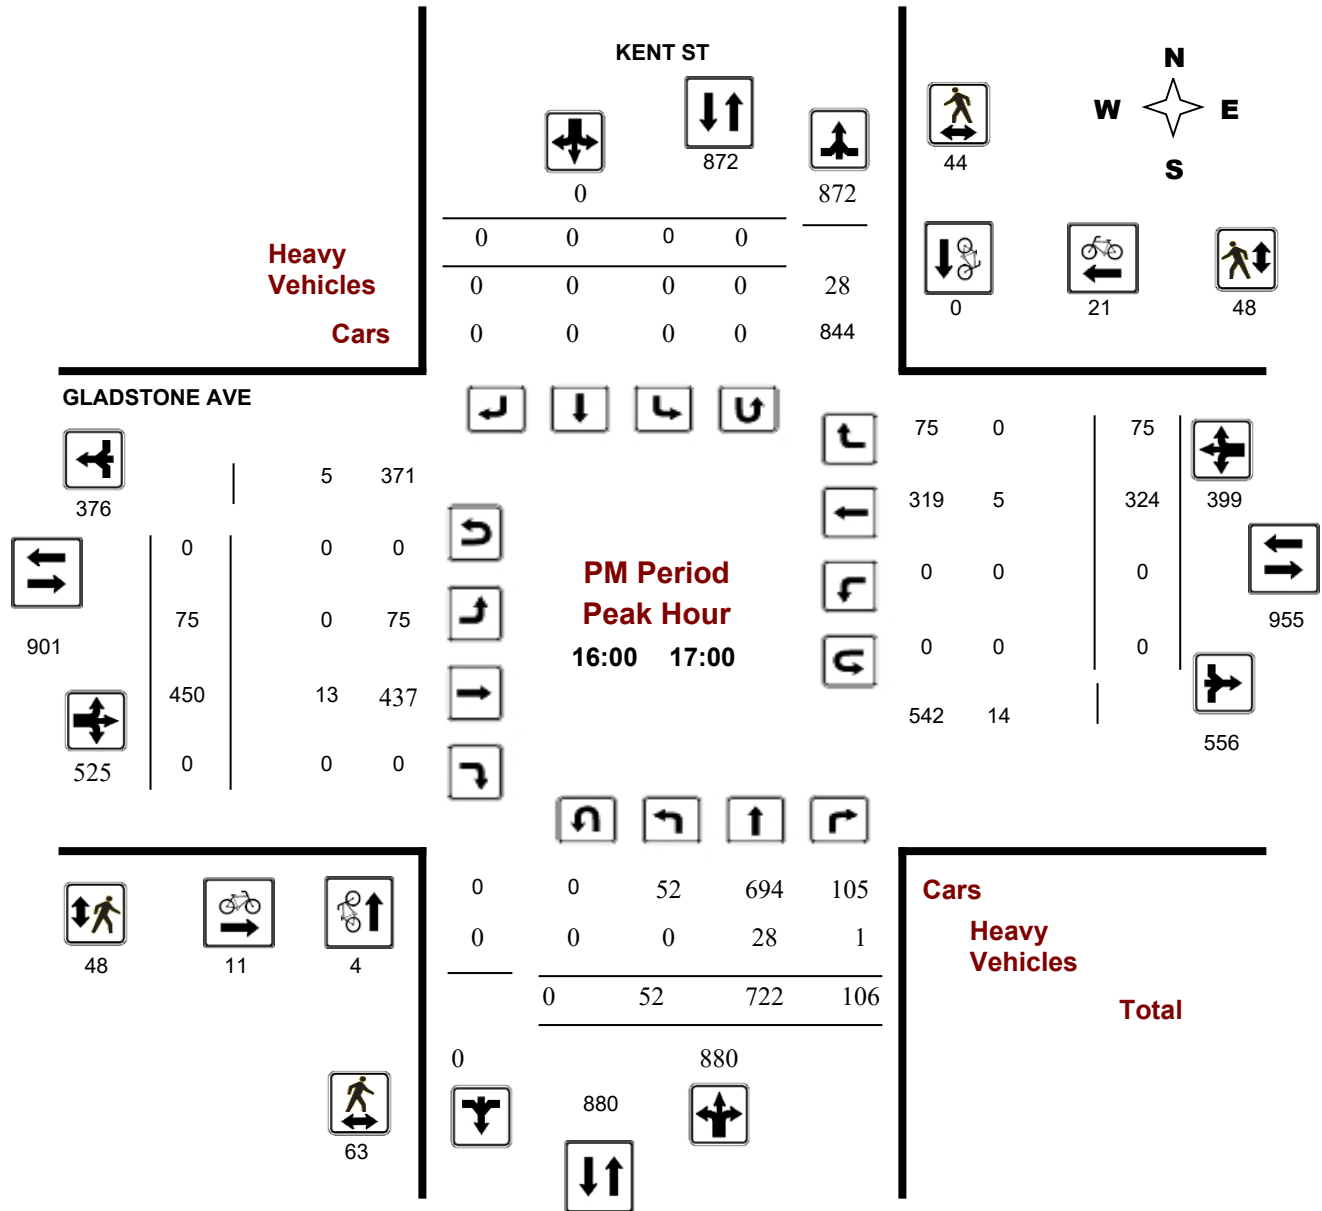 KENT ST
N
W E
S
872
44
0 872
0 0 0 0
Heavy
Vehicles
0 0 0 0 28
0 21 48
Cars 0 0 0 0 844
GLADSTONE AVE
75 0 75
5 371
376
319 5 324 399
0 0 0
PM Period
0 0 0
Peak Hour
75 0 75
901
955
16:00 17:00
0 0 0
450 13 437
542 14
556
525
0 0 0
0 0 52 694 105
Cars
0 0 0 28 1
Heavy
Vehicles
48 11 4
0 52 722 106
Total
0 880
880
63